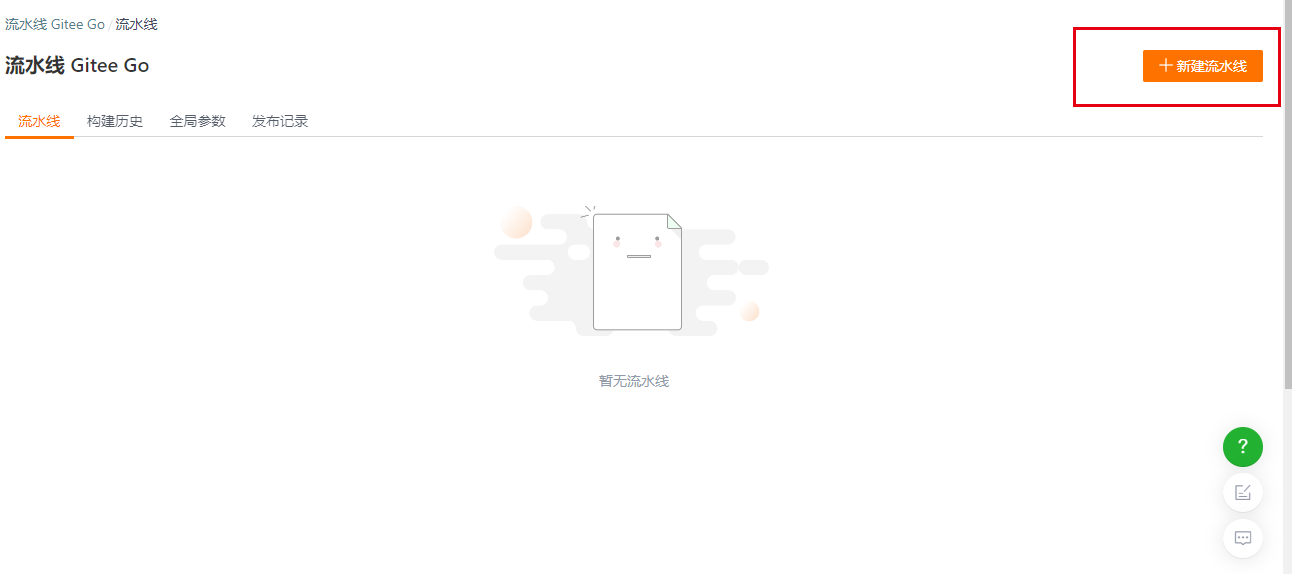 流水线 Gitee Go / 流水线
流水线 Gitee Go
+ 新建流水线
流水线 构建历史 全局参数 发布记录
暂无流水线
?